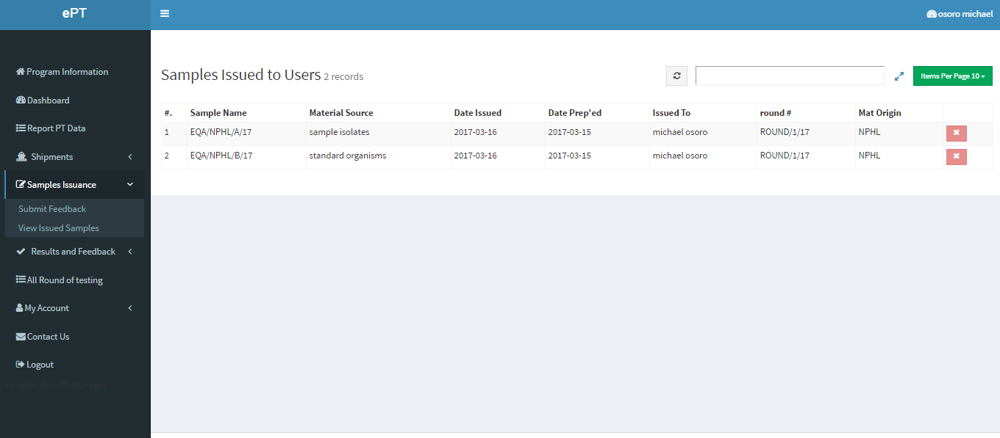 ePT
osoro michael
Program Information
Dashboard
Report PT Data
Shipments
Samples Issuance
Submit Feedback
View Issued Samples
Results and Feedback
All Round of testing
My Account
Contact Us
Logout
Samples Issued to Users 2 records
Items Per Page 10
#. Sample Name Material Source Date Issued Date Prep'ed Issued To round # Mat Origin
1 EQA/NPHL/A/17 sample isolates 2017-03-16 2017-03-15 michael osoro ROUND/1/17 NPHL
2 EQA/NPHL/B/17 standard organisms 2017-03-16 2017-03-15 michael osoro ROUND/1/17 NPHL